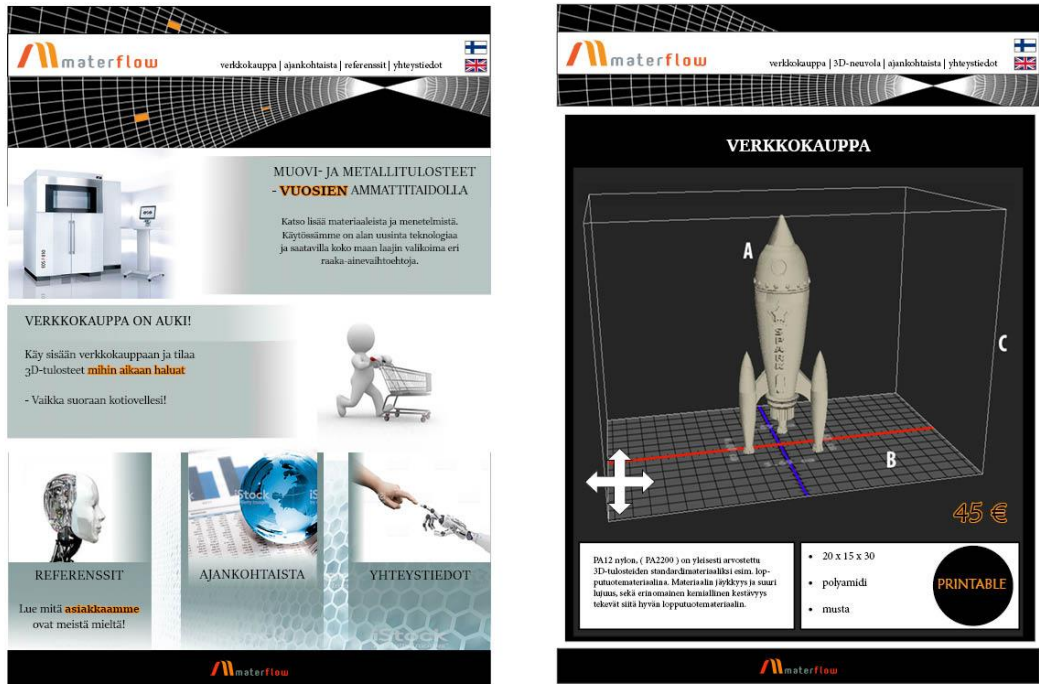 materflow
verkkokauppa | ajankohtaista | referenssit | yhteystiedot
MUOVI- JA METALLITULOSTEET
- VUOSIEN AMMATTITAIDOLLA
Katso lisää materiaaleista ja menetelmistä.
Käytössämme on alan uusinta teknologiaa
ja saatavilla koko maan laajin valikoima eri
raaka-ainevaihtoehtoja.
VERKKOKAUPPA ON AUKI!
Käy sisään verkkokauppaan ja tilaa
3D-tulosteet mihin aikaan haluat
- Vaikka suoraan kotiovellesi!
iStock
REFERENSSIT
Lue mitä asiakkaamme
ovat meistä mieltä!
AJANKOHTAISTA
YHTEYSTIEDOT
iStock
materflow
materflow
verkkokauppa | 3D-neuvola | ajankohtaista | yhteystiedot
VERKKOKAUPPA
A
SPARK
C
B
45 €
PA12 nylon, ( PA2200 ) on yleisesti arvostettu
3D-tulosteiden standardimateriaaliksi esim. lop-
putuotemateriaalina. Materiaalin jäykkyys ja suuri
lujuus, sekä erinomainen kemiallinen kestävyys
tekevät siitä hyvän lopputuotemateriaalin.
• 20 x 15 x 30
• polyamidi
• musta
PRINTABLE
materflow